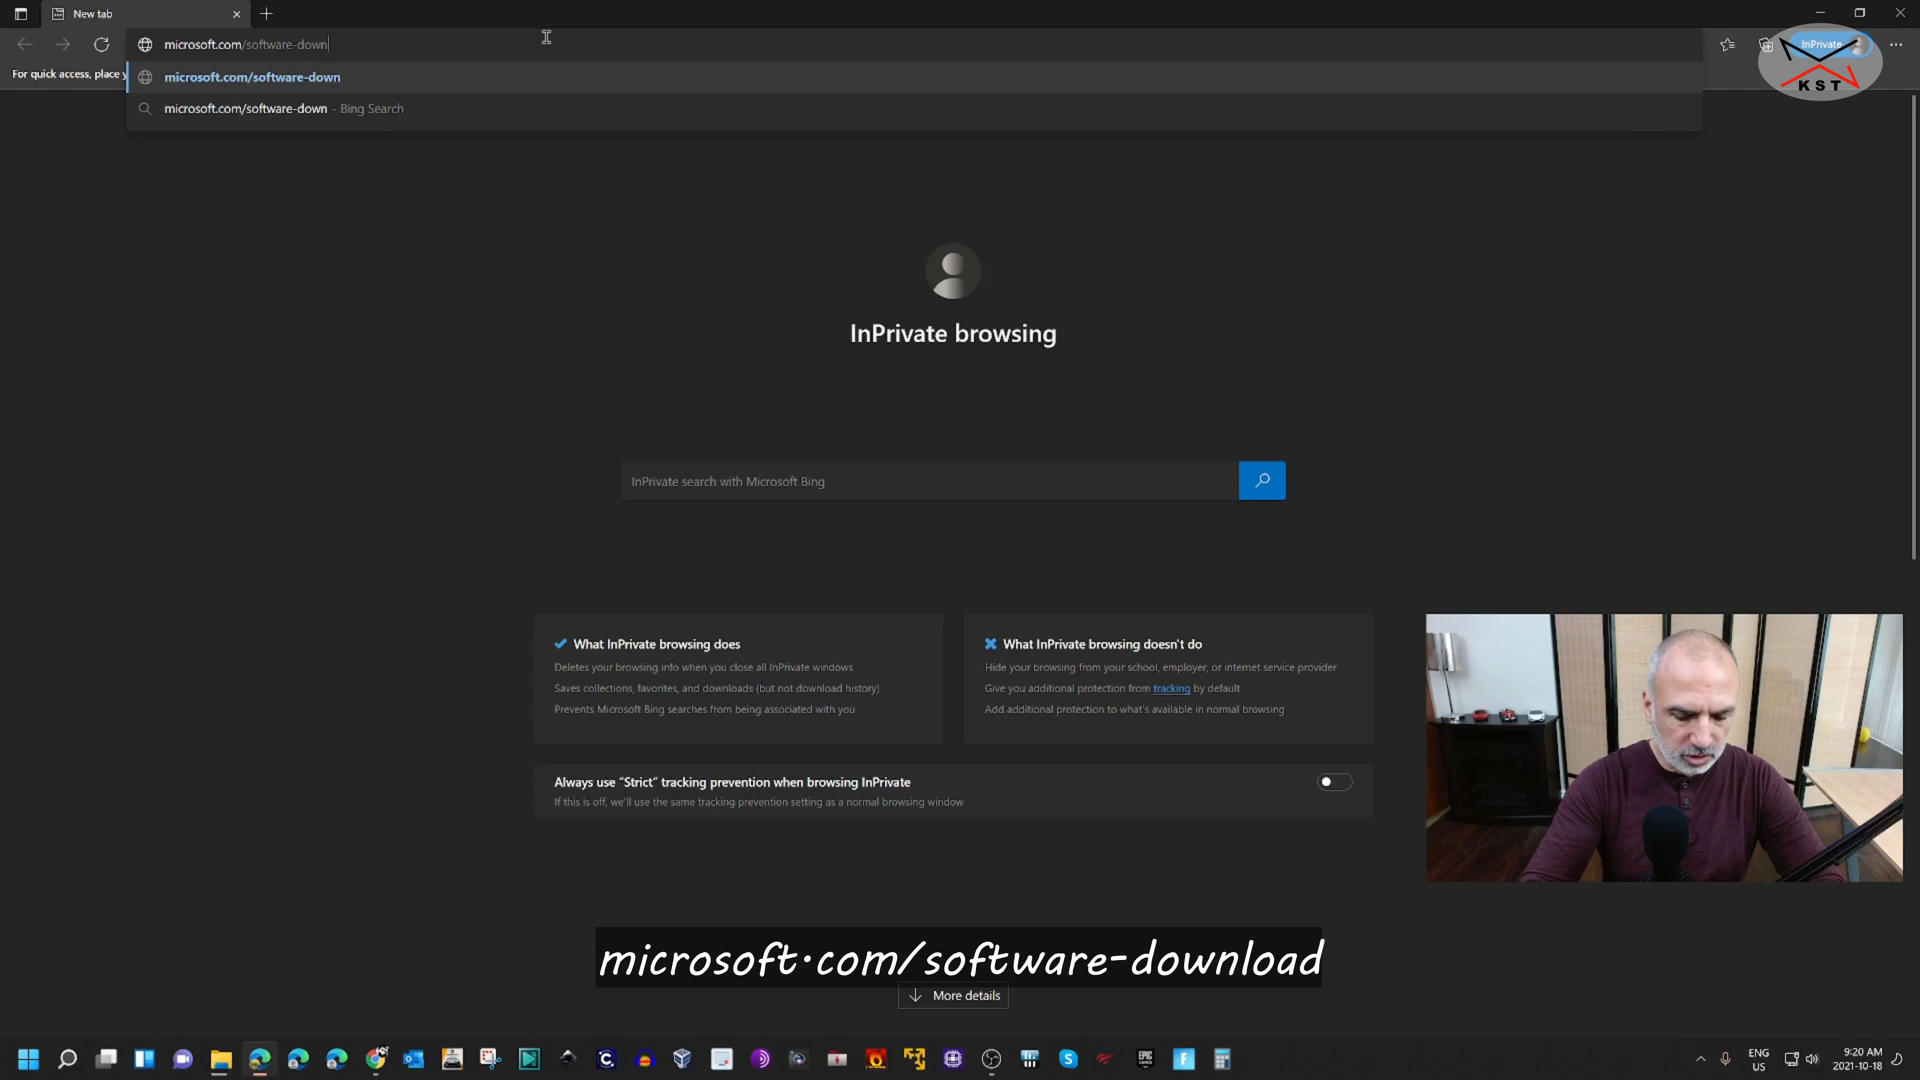 New tab
microsoft.com/software-down
InPrivate
For quick access, place y
microsoft.com/software-down
microsoft.com/software-down - Bing Search
KST
InPrivate browsing
InPrivate search with Microsoft Bing
What InPrivate browsing does
Deletes your browsing info when you close all InPrivate windows
Saves collections, favorites, and downloads (but not download history)
Prevents Microsoft Bing searches from being associated with you
What InPrivate browsing doesn't do
Hide your browsing from your school, employer, or internet service provider
Give you additional protection from tracking by default
Add additional protection to what's available in normal browsing
Always use "Strict" tracking prevention when browsing InPrivate
If this is off, we'll use the same tracking prevention setting as a normal browsing window
microsoft.com/software-download
More details
EPIC
ENG
US
9:20 AM
2021-10-18